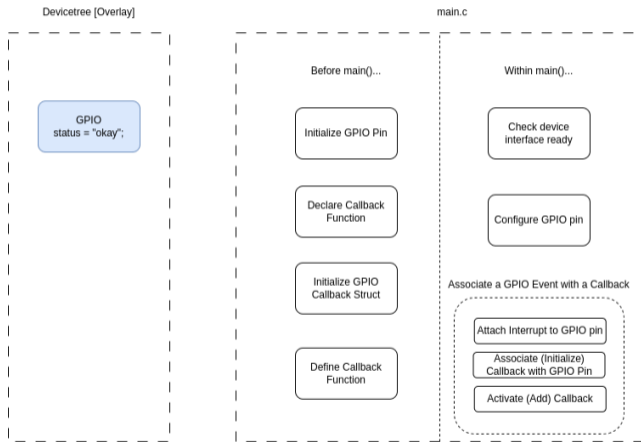 Devicetree [Overlay]
main.c
GPIO
status = "okay";
Before main()...
Initialize GPIO Pin
Declare Callback
Function
Initialize GPIO
Callback Struct
Define Callback
Function
Within main()...
Check device
interface ready
Configure GPIO pin
Associate a GPIO Event with a Callback
Attach Interrupt to GPIO pin
Associate (Initialize)
Callback with GPIO Pin
Activate (Add) Callback